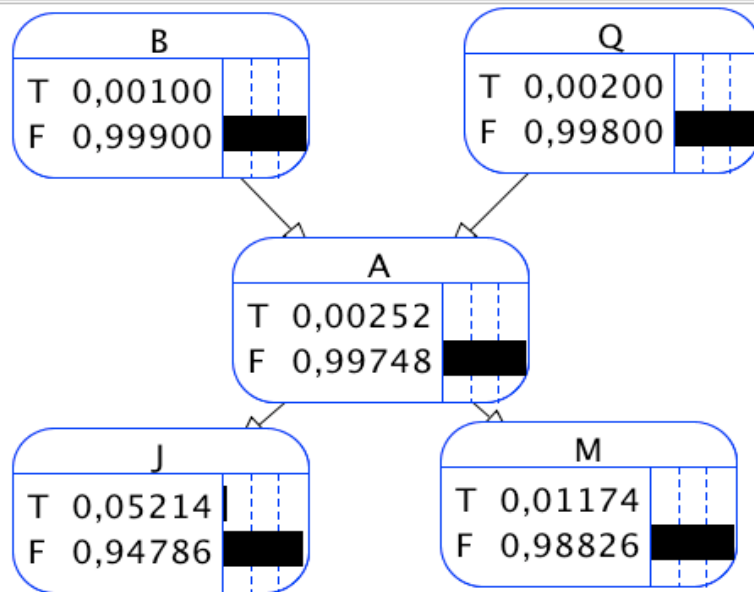 B
T 0,00100
F 0,99900
Q
T 0,00200
F 0,99800
A
T 0,00252
F 0,99748
J
T 0,05214
F 0,94786
M
T 0,01174
F 0,98826